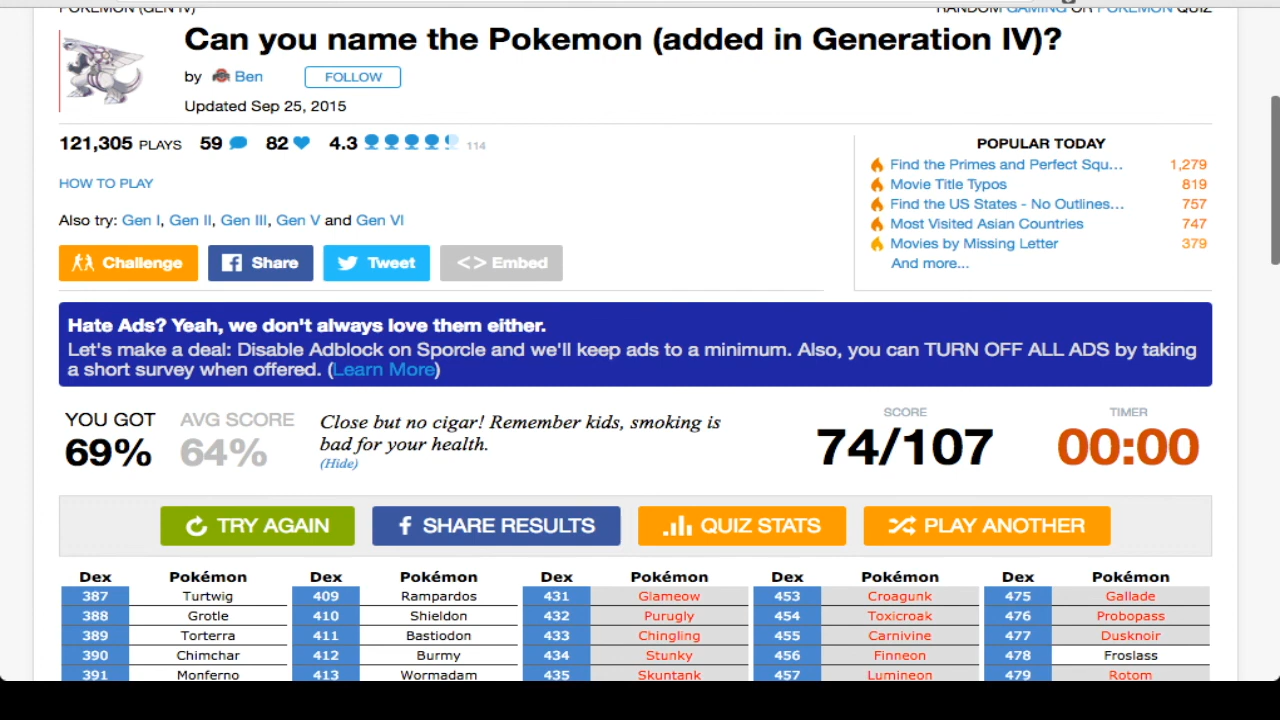 POKEMON (GEN IV)
RANDOM GAMING OR POKEMON QUIZ
Can you name the Pokemon (added in Generation IV)?
by Ben FOLLOW
Updated Sep 25, 2015
121,305 PLAYS 59 82 4.3 114
HOW TO PLAY
Also try: Gen I, Gen II, Gen III, Gen V and Gen VI
Challenge Share Tweet <> Embed
POPULAR TODAY
Find the Primes and Perfect Squ... 1,279
Movie Title Typos 819
Find the US States - No Outlines... 757
Most Visited Asian Countries 747
Movies by Missing Letter 379
And more...
Hate Ads? Yeah, we don't always love them either.
Let's make a deal: Disable Adblock on Sporcle and we'll keep ads to a minimum. Also, you can TURN OFF ALL ADS by taking
a short survey when offered. (Learn More)
YOU GOT
69%
AVG SCORE
64%
Close but no cigar! Remember kids, smoking is
bad for your health.
(Hide)
SCORE
74/107
TIMER
00:00
TRY AGAIN SHARE RESULTS QUIZ STATS PLAY ANOTHER
Dex Pokémon Dex Pokémon Dex Pokémon Dex Pokémon Dex Pokémon
387 Turtwig 409 Rampardos 431 Glameow 453 Croagunk 475 Gallade
388 Grotle 410 Shieldon 432 Purugly 454 Toxicroak 476 Probopass
389 Torterra 411 Bastiodon 433 Chingling 455 Carnivine 477 Dusknoir
390 Chimchar 412 Burmy 434 Stunky 456 Finneon 478 Froslass
391 Monferno 413 Wormadam 435 Skuntank 457 Lumineon 479 Rotom